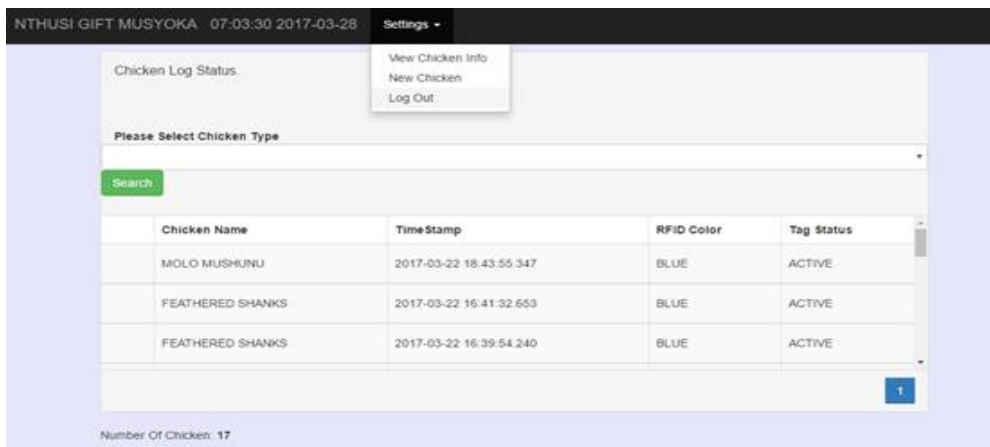 NTHUSI GIFT MUSYOKA 07:03:30 2017-03-28 Settings
View Chicken Info
New Chicken
Log Out
Chicken Log Status.
Please Select Chicken Type
Search
Chicken Name TimeStamp RFID Color Tag Status
MOLO MUSHUNU 2017-03-22 18:43:55.347 BLUE ACTIVE
FEATHERED SHANKS 2017-03-22 16:41:32.653 BLUE ACTIVE
FEATHERED SHANKS 2017-03-22 16:39:54.240 BLUE ACTIVE
1
Number Of Chicken: 17